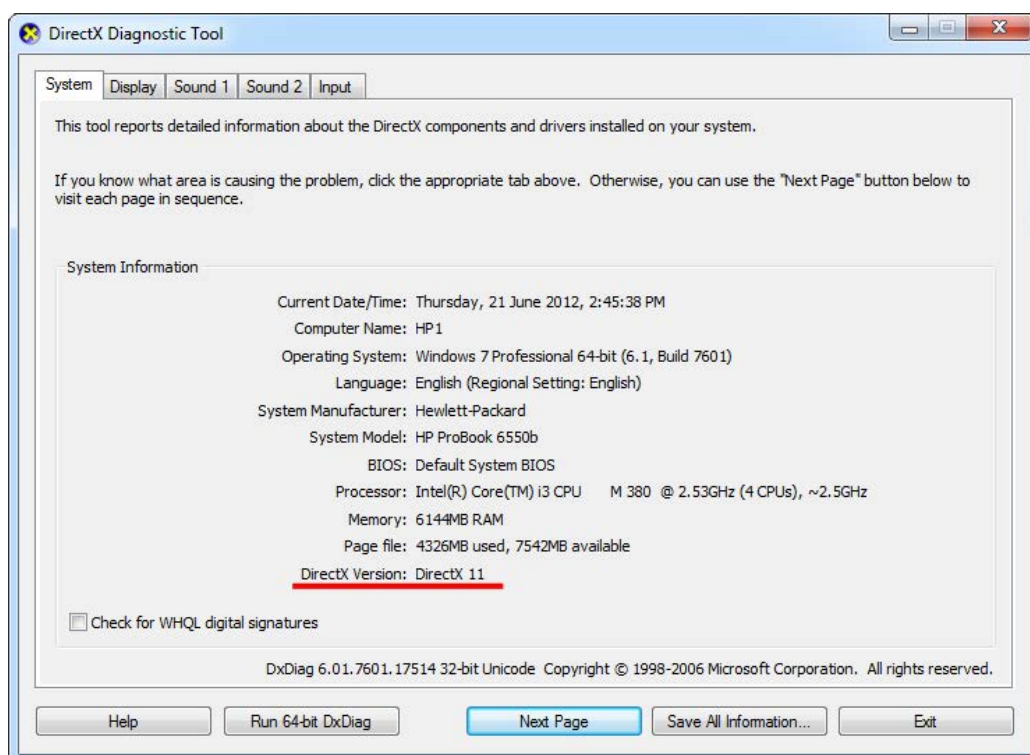 DirectX Diagnostic Tool
System Display Sound 1 Sound 2 Input
This tool reports detailed information about the DirectX components and drivers installed on your system.
If you know what area is causing the problem, click the appropriate tab above. Otherwise, you can use the "Next Page" button below to
visit each page in sequence.
System Information
Current Date/Time: Thursday, 21 June 2012, 2:45:38 PM
Computer Name: HP1
Operating System: Windows 7 Professional 64-bit (6.1, Build 7601)
Language: English (Regional Setting: English)
System Manufacturer: Hewlett-Packard
System Model: HP ProBook 6550b
BIOS: Default System BIOS
Processor: Intel(R) Core(TM) i3 CPU M 380 @ 2.53GHz (4 CPUs), ~2.5GHz
Memory: 6144MB RAM
Page file: 4326MB used, 7542MB available
DirectX Version: DirectX 11
Check for WHQL digital signatures
DxDiag 6.01.7601.17514 32-bit Unicode Copyright © 1998-2006 Microsoft Corporation. All rights reserved.
Help Run 64-bit DxDiag Next Page Save All Information... Exit